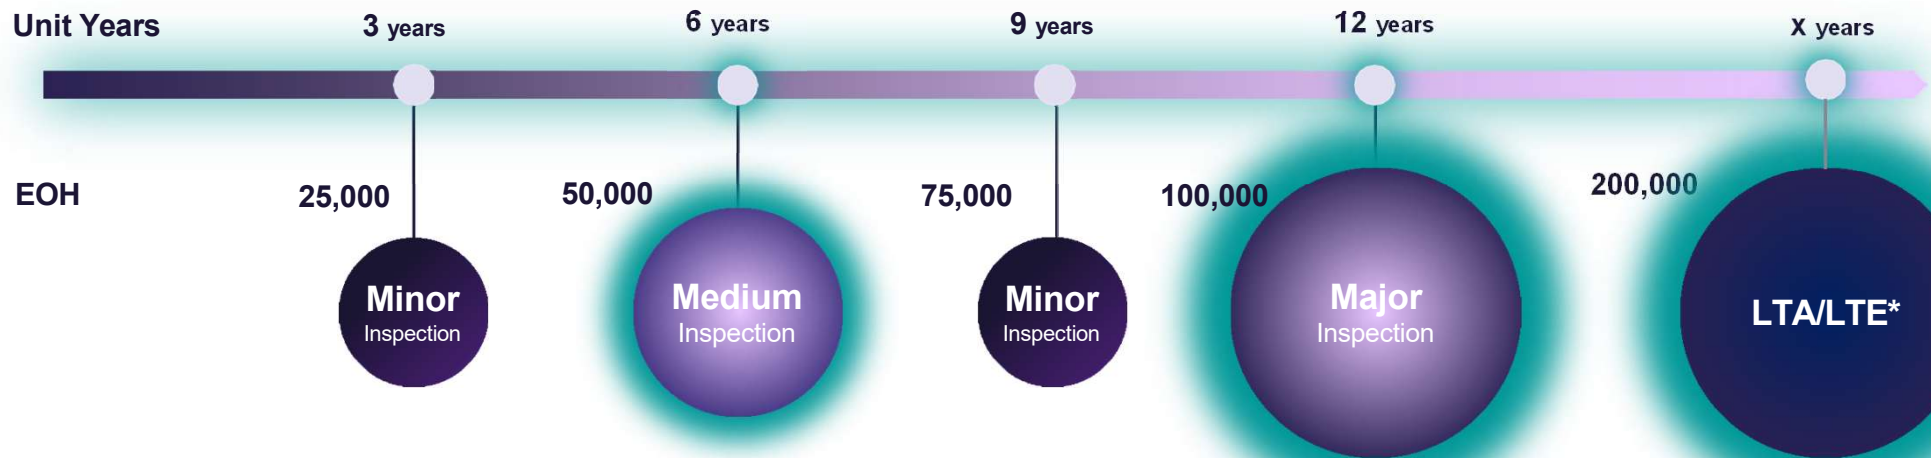 Unit Years
3 years
6 years
9 years
12 years
X years
EOH
25,000
50,000
75,000
100,000
200,000
Minor
Inspection
Medium
Inspection
Minor
Inspection
Major
Inspection
LTA/LTE*